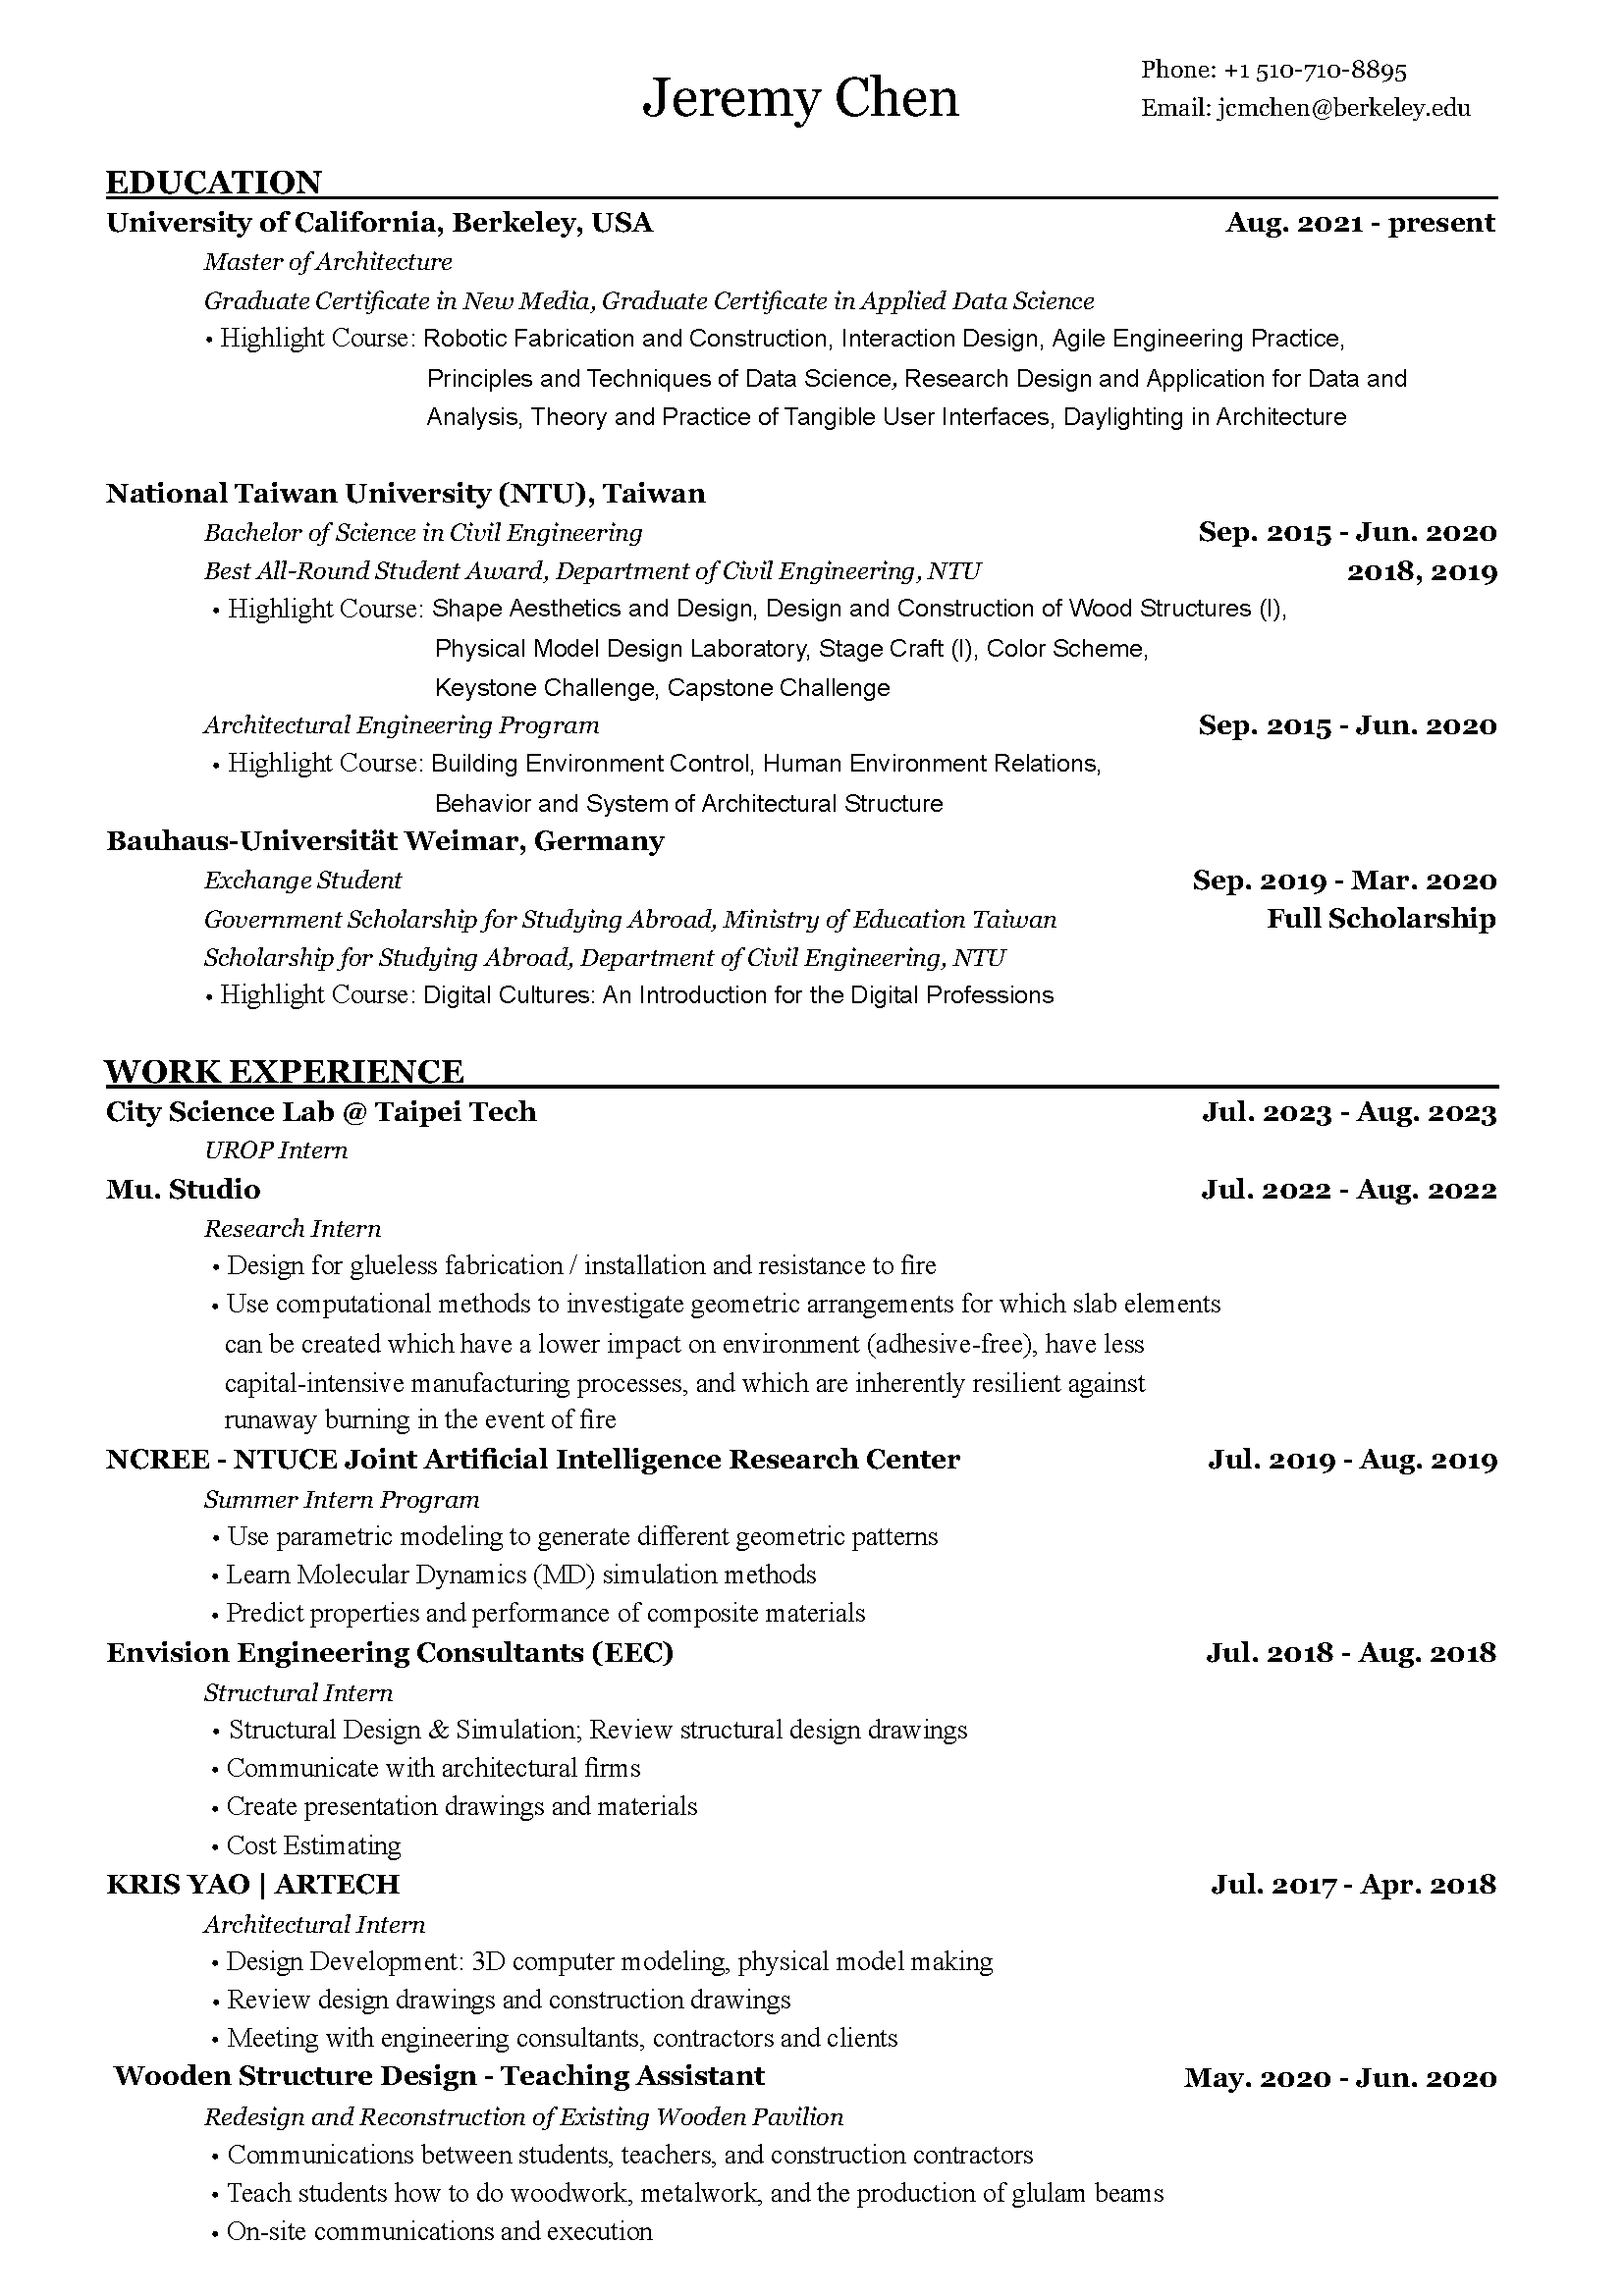 Jeremy Chen
Phone: +1 510-710-8895
Email: jcmchen@berkeley.edu
EDUCATION
University of California, Berkeley, USA Aug. 2021 - present
Master of Architecture
Graduate Certificate in New Media, Graduate Certificate in Applied Data Science
• Highlight Course: Robotic Fabrication and Construction, Interaction Design, Agile Engineering Practice,
Principles and Techniques of Data Science, Research Design and Application for Data and
Analysis, Theory and Practice of Tangible User Interfaces, Daylighting in Architecture
National Taiwan University (NTU), Taiwan
Bachelor of Science in Civil Engineering Sep. 2015 - Jun. 2020
Best All-Round Student Award, Department of Civil Engineering, NTU 2018, 2019
• Highlight Course: Shape Aesthetics and Design, Design and Construction of Wood Structures (I),
Physical Model Design Laboratory, Stage Craft (I), Color Scheme,
Keystone Challenge, Capstone Challenge
Architectural Engineering Program Sep. 2015 - Jun. 2020
• Highlight Course: Building Environment Control, Human Environment Relations,
Behavior and System of Architectural Structure
Bauhaus-Universität Weimar, Germany
Exchange Student Sep. 2019 - Mar. 2020
Government Scholarship for Studying Abroad, Ministry of Education Taiwan Full Scholarship
Scholarship for Studying Abroad, Department of Civil Engineering, NTU
• Highlight Course: Digital Cultures: An Introduction for the Digital Professions
WORK EXPERIENCE
City Science Lab @ Taipei Tech Jul. 2023 - Aug. 2023
UROP Intern
Mu. Studio Jul. 2022 - Aug. 2022
Research Intern
• Design for glueless fabrication / installation and resistance to fire
• Use computational methods to investigate geometric arrangements for which slab elements
can be created which have a lower impact on environment (adhesive-free), have less
capital-intensive manufacturing processes, and which are inherently resilient against
runaway burning in the event of fire
NCREE - NTUCE Joint Artificial Intelligence Research Center Jul. 2019 - Aug. 2019
Summer Intern Program
• Use parametric modeling to generate different geometric patterns
• Learn Molecular Dynamics (MD) simulation methods
• Predict properties and performance of composite materials
Envision Engineering Consultants (EEC) Jul. 2018 - Aug. 2018
Structural Intern
• Structural Design & Simulation; Review structural design drawings
• Communicate with architectural firms
• Create presentation drawings and materials
• Cost Estimating
KRIS YAO | ARTECH Jul. 2017 - Apr. 2018
Architectural Intern
• Design Development: 3D computer modeling, physical model making
• Review design drawings and construction drawings
• Meeting with engineering consultants, contractors and clients
Wooden Structure Design - Teaching Assistant May. 2020 - Jun. 2020
Redesign and Reconstruction of Existing Wooden Pavilion
• Communications between students, teachers, and construction contractors
• Teach students how to do woodwork, metalwork, and the production of glulam beams
• On-site communications and execution